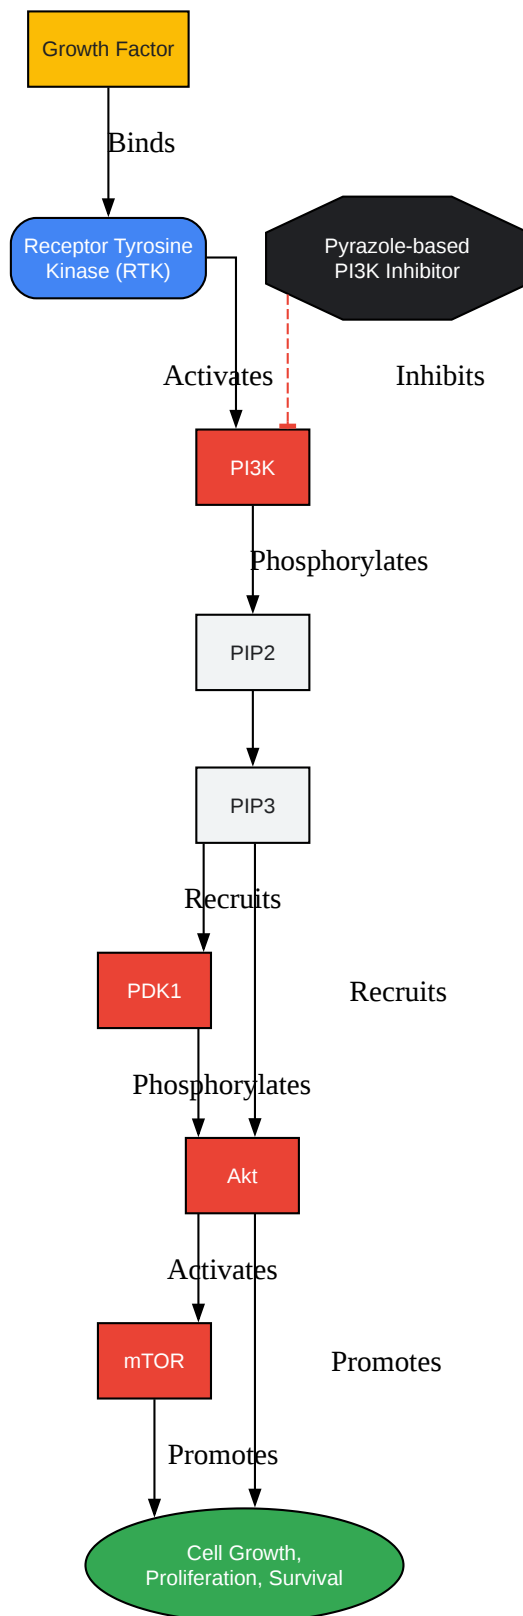 Growth Factor
Binds
Receptor Tyrosine
Kinase (RTK)
Pyrazole-based
PI3K Inhibitor
Activates
Inhibits
PI3K
Phosphorylates
PIP2
PIP3
Recruits
PDK1
Recruits
Phosphorylates
Akt
Activates
mTOR
Promotes
Promotes
Cell Growth,
Proliferation, Survival